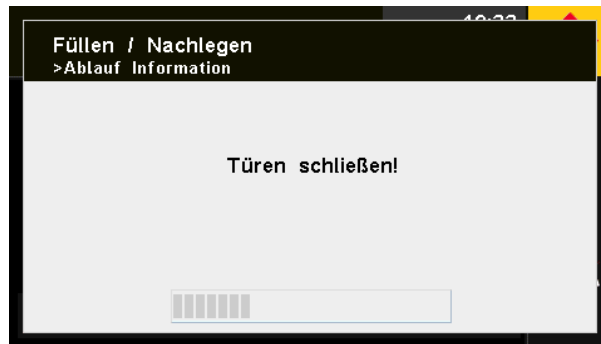 Füllen / Nachlegen
>Ablauf Information
Türen schließen!